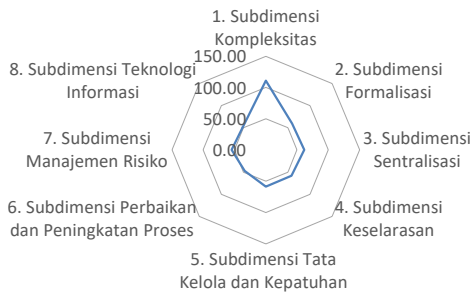 1. Subdimensi
Kompleksitas
2. Subdimensi
Formalisasi
3. Subdimensi
Sentralisasi
4. Subdimensi
Keselarasan
5. Subdimensi Tata
Kelola dan Kepatuhan
6. Subdimensi Perbaikan
dan Peningkatan Proses
7. Subdimensi
Manajemen Risiko
8. Subdimensi Teknologi
Informasi
150.00
100.00
50.00
0.00